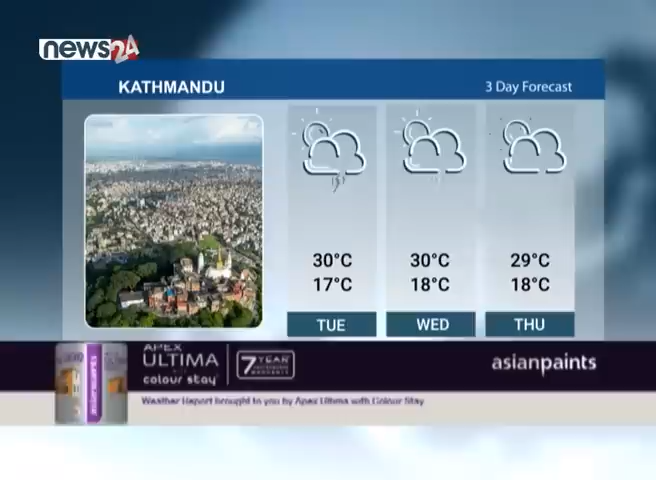 news24
KATHMANDU
3 Day Forecast
30°C 30°C 29°C
17°C 18°C 18°C
TUE WED THU
APEX
ULTIMA
colour stay
7 YEAR
asianpaints
asianpaints
Weather Report brought to you by Apex Ultima with Colour Stay